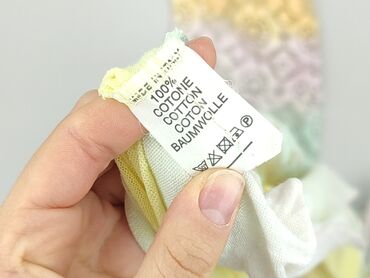 MADE IN ITALY
100%
COTONE
COTTON
COTON
BAUMWOLLE